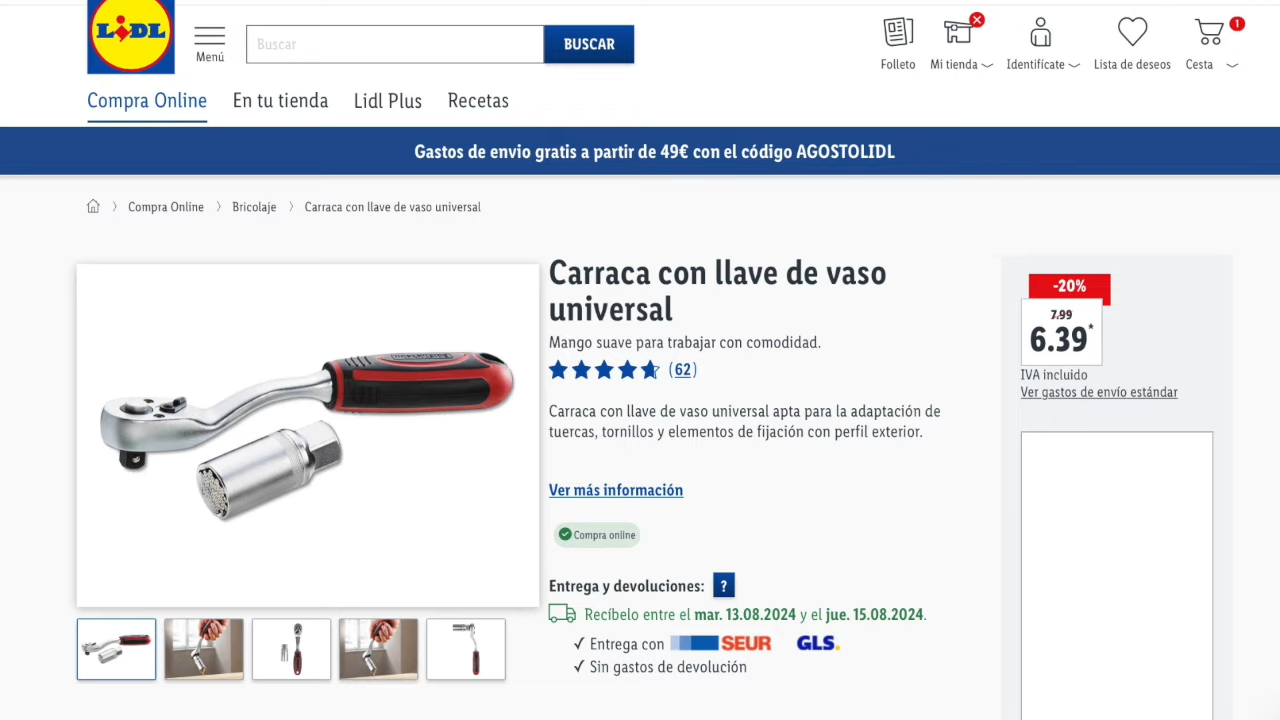 LIDL
Menú
Buscar
BUSCAR
Folleto
Mi tienda
Identifícate
Lista de deseos
Cesta
1
Compra Online
En tu tienda
Lidl Plus
Recetas
Gastos de envio gratis a partir de 49€ con el código AGOSTOLIDL
Compra Online
Bricolaje
Carraca con llave de vaso universal
Carraca con llave de vaso
universal
Mango suave para trabajar con comodidad.
(62)
Carraca con llave de vaso universal apta para la adaptación de
tuercas, tornillos y elementos de fijación con perfil exterior.
Ver más información
Compra online
Entrega y devoluciones: ?
Recíbelo entre el mar. 13.08.2024 y el jue. 15.08.2024.
✓ Entrega con SEUR GLS.
✓ Sin gastos de devolución
-20%
7.99
6.39*
IVA incluido
Ver gastos de envío estándar